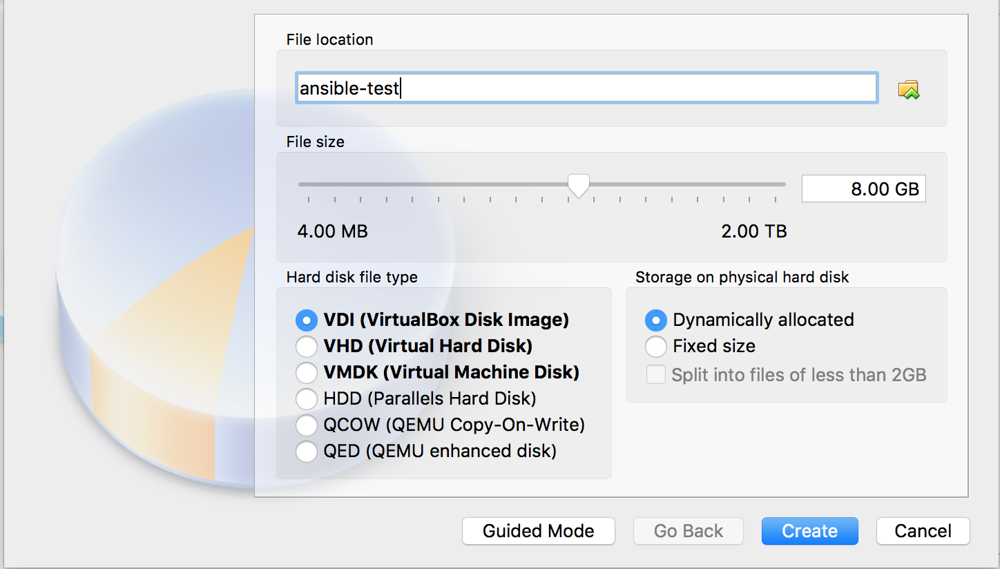 File location
ansible-test
File size
8.00 GB
4.00 MB 2.00 TB
Hard disk file type
VDI (VirtualBox Disk Image)
VHD (Virtual Hard Disk)
VMDK (Virtual Machine Disk)
HDD (Parallels Hard Disk)
QCOW (QEMU Copy-On-Write)
QED (QEMU enhanced disk)
Storage on physical hard disk
Dynamically allocated
Fixed size
Split into files of less than 2GB
Guided Mode Go Back Create Cancel